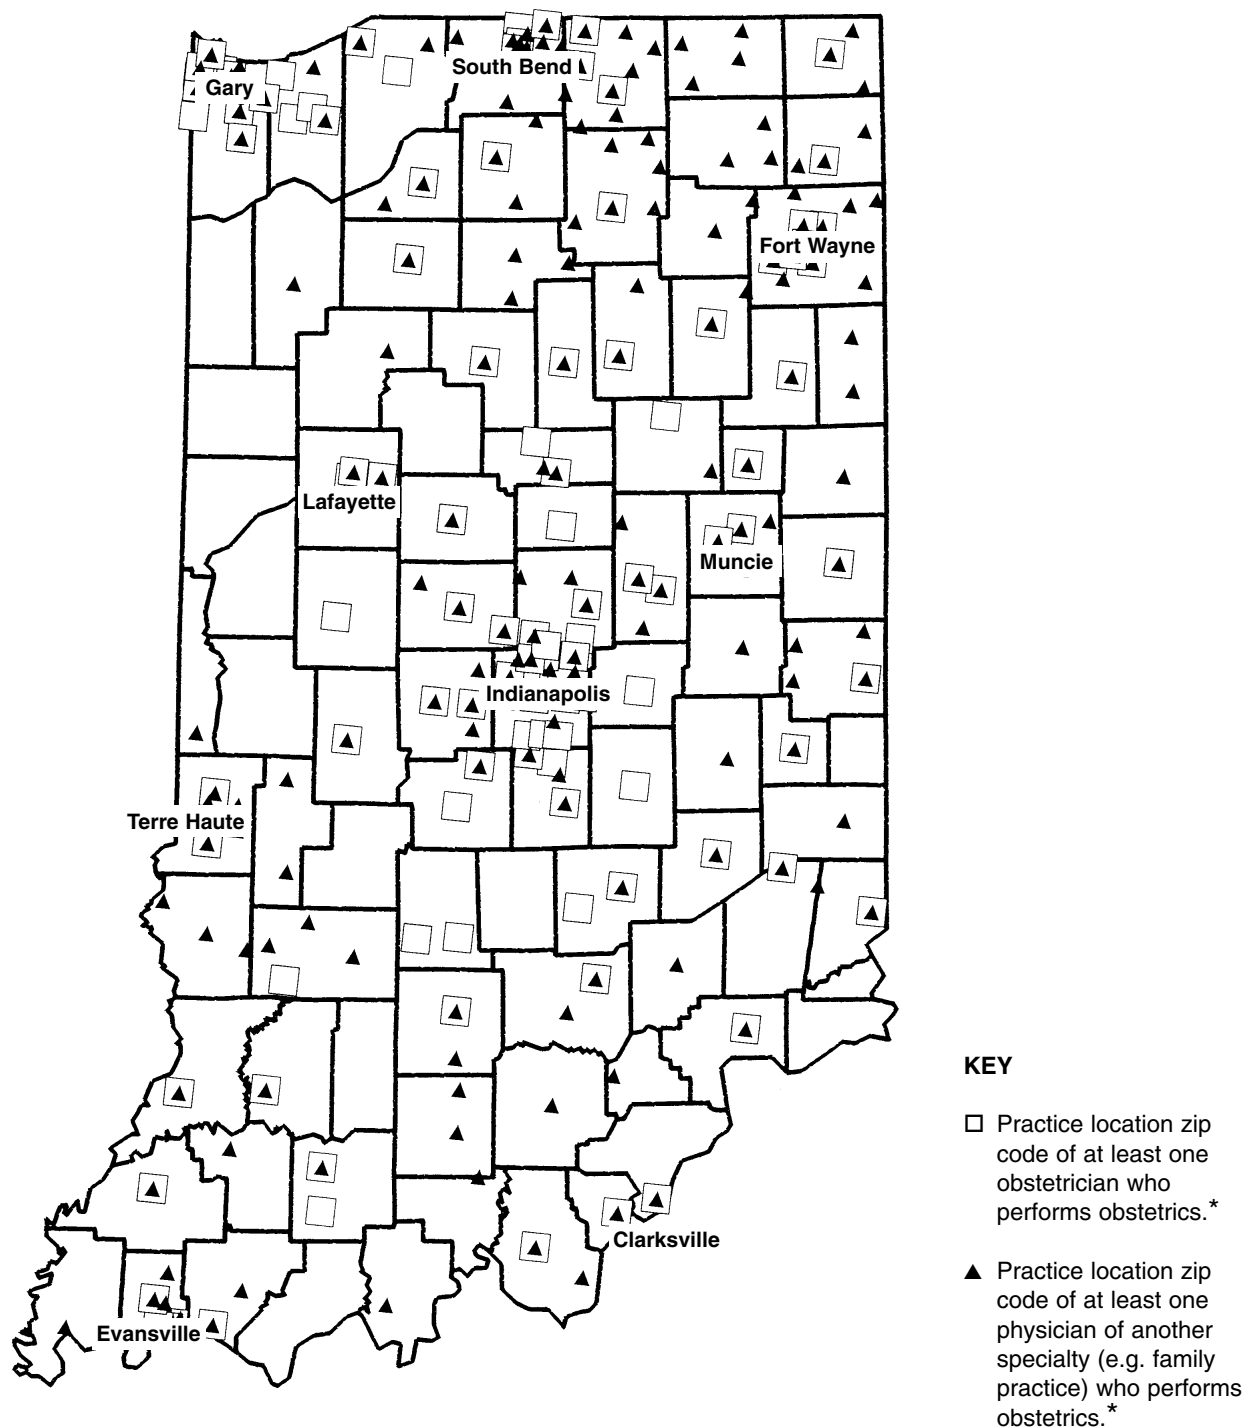 South Bend
Gary
Fort Wayne
Lafayette
Muncie
Indianapolis
Terre Haute
Clarksville
Evansville
KEY
Practice location zip
code of at least one
obstetrician who
performs obstetrics.*
Practice location zip
code of at least one
physician of another
specialty (e.g. family
practice) who performs
obstetrics.*